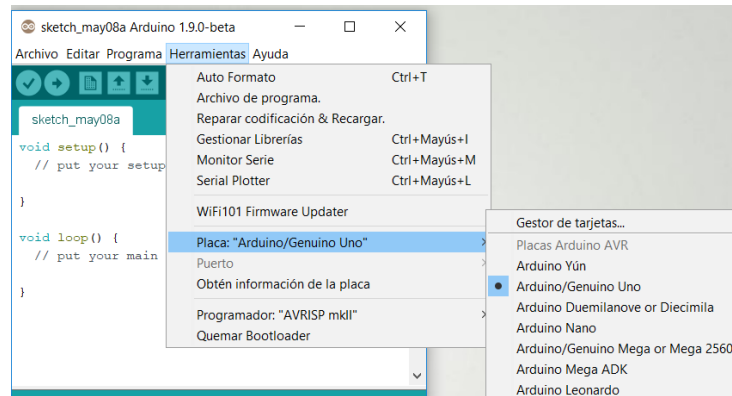 sketch_may08a Arduino 1.9.0-beta
Archivo Editar Programa Herramientas Ayuda
sketch_may08a
void setup() {
// put your setup
}
void loop() {
// put your main
}
Auto Formato Ctrl+T
Archivo de programa.
Reparar codificación & Recargar.
Gestionar Librerías Ctrl+Mayús+I
Monitor Serie Ctrl+Mayús+M
Serial Plotter Ctrl+Mayús+L
WiFi101 Firmware Updater
Placa: "Arduino/Genuino Uno"
Puerto
Obtén información de la placa
Programador: "AVRISP mkII"
Quemar Bootloader
Gestor de tarjetas...
Placas Arduino AVR
Arduino Yún
Arduino/Genuino Uno
Arduino Duemilanove or Diecimila
Arduino Nano
Arduino/Genuino Mega or Mega 2560
Arduino Mega ADK
Arduino Leonardo